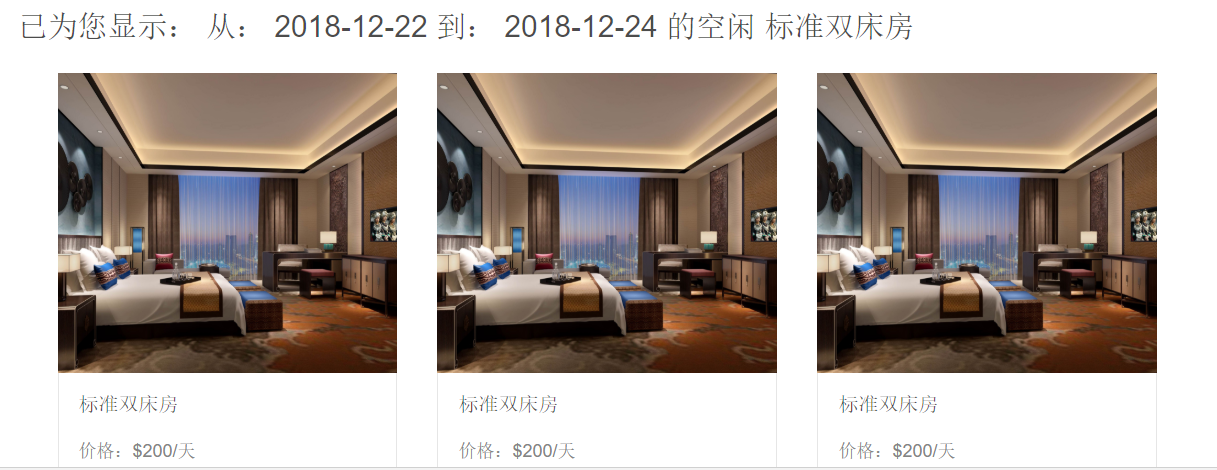 已为您显示： 从： 2018-12-22 到： 2018-12-24 的空闲 标准双床房
标准双床房
价格：$200/天
标准双床房
价格：$200/天
标准双床房
价格：$200/天